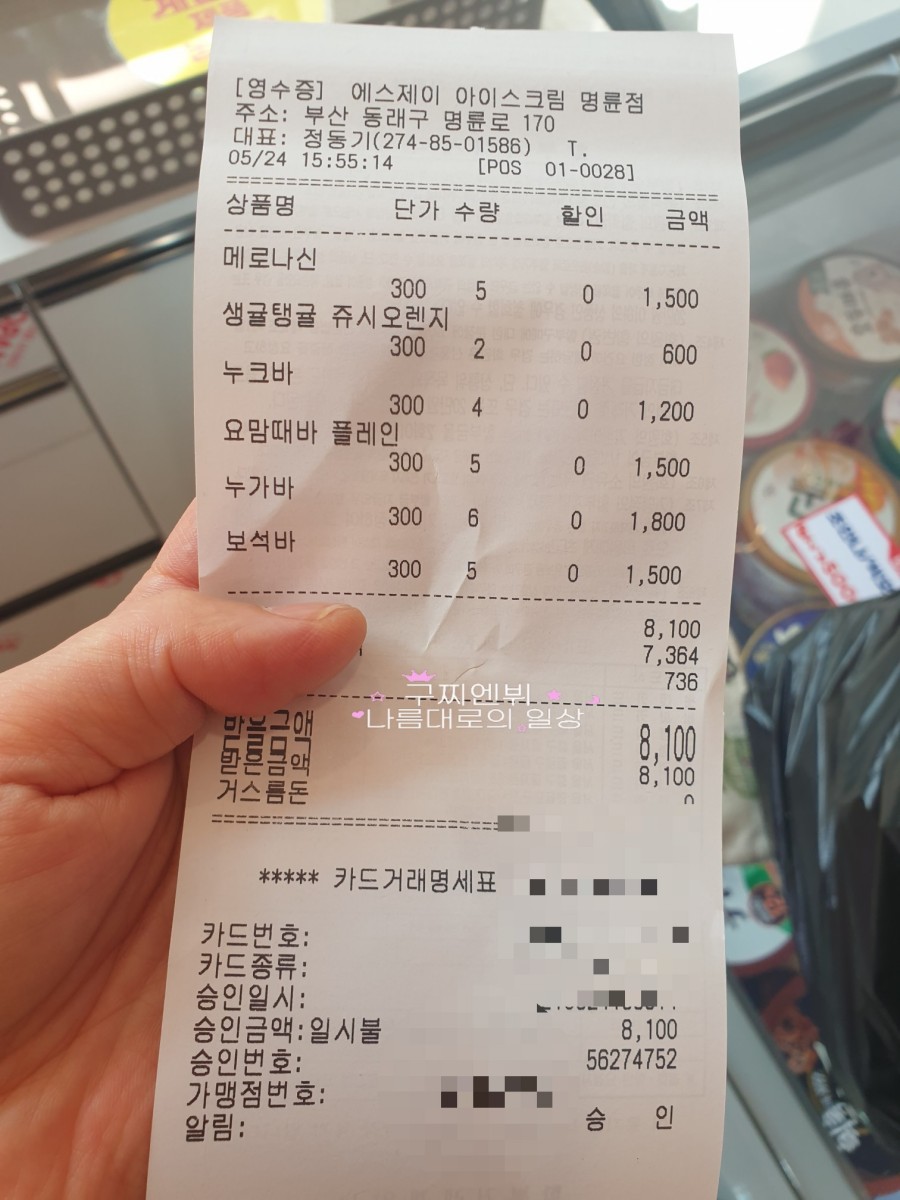 [영수증] 에스제이 아이스크림 명륜점
주소: 부산 동래구 명륜로 170
대표: 정동기(274-85-01586) T.
05/24 15:55:14 [POS 01-0028]
상품명 단가 수량 할인 금액
메로나신
300 5 0 1,500
생귤탱귤 쥬시오렌지
300 2 0 600
누크바
300 4 0 1,200
요맘때바 플레인
300 5 0 1,500
누가바
300 6 0 1,800
보석바
300 5 0 1,500
8,100
7,364
736
구찌엔뷔
나름대로의 일상
받을금액 8,100
받은금액 8,100
거스름돈 0
***** 카드거래명세표
카드번호:
카드종류:
승인일시:
승인금액:일시불 8,100
승인번호: 56274752
가맹점번호:
알림: 승 인